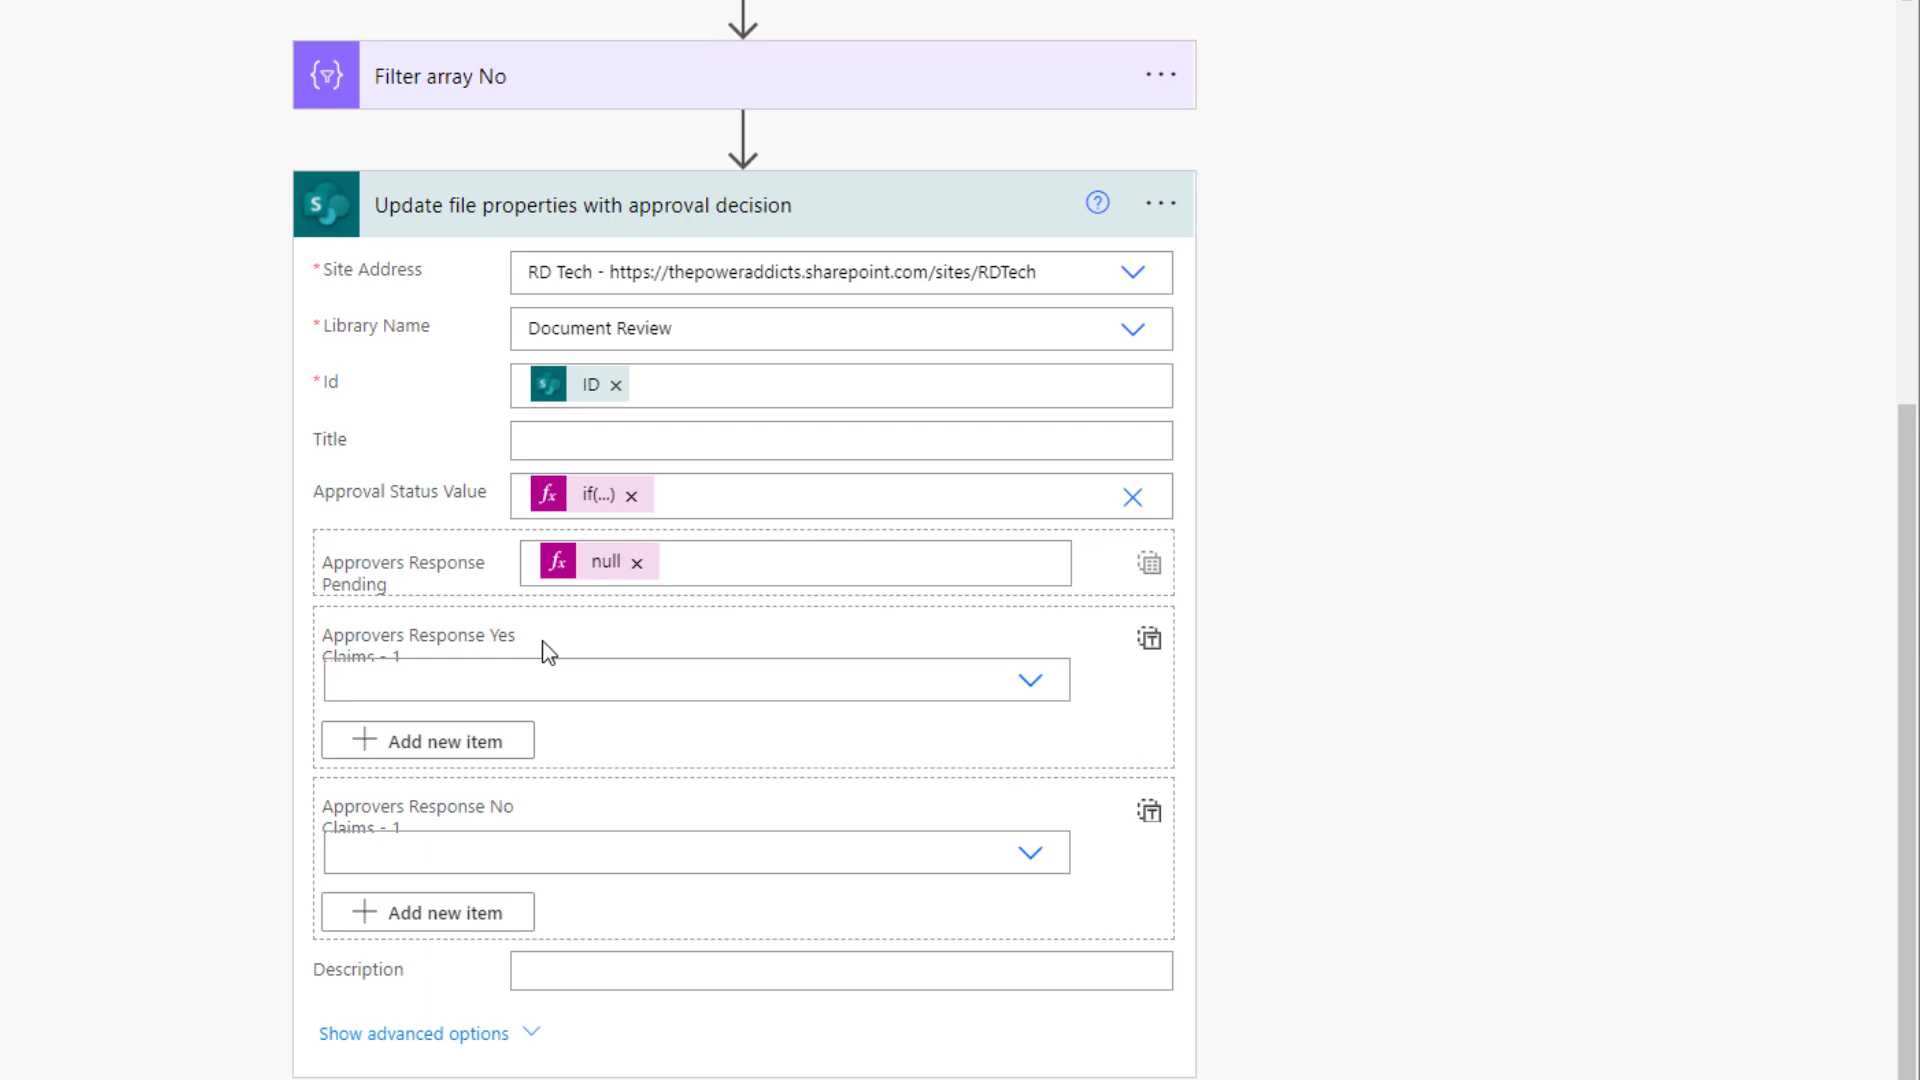 Filter array No
Update file properties with approval decision
* Site Address
RD Tech - https://thepoweraddicts.sharepoint.com/sites/RDTech
* Library Name
Document Review
* Id
ID
Title
Approval Status Value
fx if(...)
Approvers Response
Pending
fx null
Approvers Response Yes
Claims - 1
Add new item
Approvers Response No
Claims - 1
Add new item
Description
Show advanced options